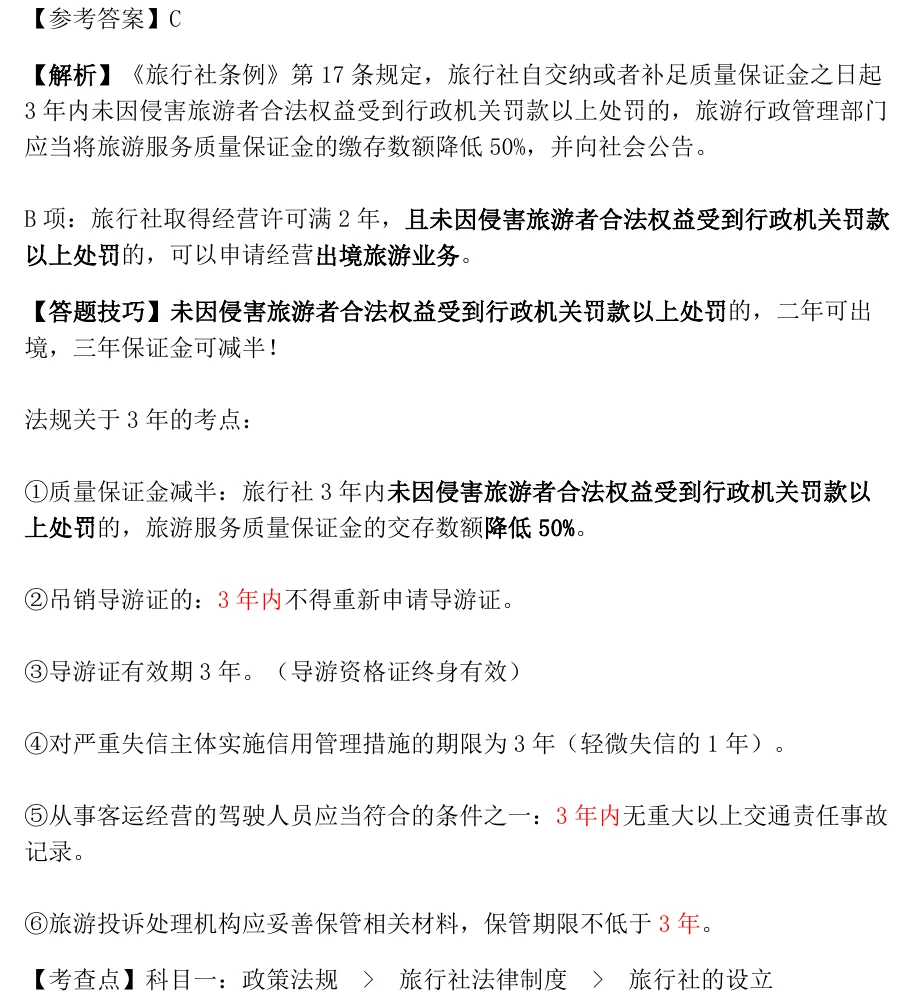 【参考答案】C
【解析】《旅行社条例》第 17 条规定，旅行社自交纳或者补足质量保证金之日起
3 年内未因侵害旅游者合法权益受到行政机关罚款以上处罚的，旅游行政管理部门
应当将旅游服务质量保证金的缴存数额降低 50%，并向社会公告。
B 项：旅行社取得经营许可满 2 年，且未因侵害旅游者合法权益受到行政机关罚款
以上处罚的，可以申请经营出境旅游业务。
【答题技巧】未因侵害旅游者合法权益受到行政机关罚款以上处罚的，二年可出
境，三年保证金可减半！
法规关于 3 年的考点：
①质量保证金减半：旅行社 3 年内未因侵害旅游者合法权益受到行政机关罚款以
上处罚的，旅游服务质量保证金的交存数额降低 50%。
②吊销导游证的：3 年内不得重新申请导游证。
③导游证有效期 3 年。（导游资格证终身有效）
④对严重失信主体实施信用管理措施的期限为 3 年（轻微失信的 1 年）。
⑤从事客运经营的驾驶人员应当符合的条件之一：3 年内无重大以上交通责任事故
记录。
⑥旅游投诉处理机构应妥善保管相关材料，保管期限不低于 3 年。
【考查点】科目一：政策法规 > 旅行社法律制度 > 旅行社的设立